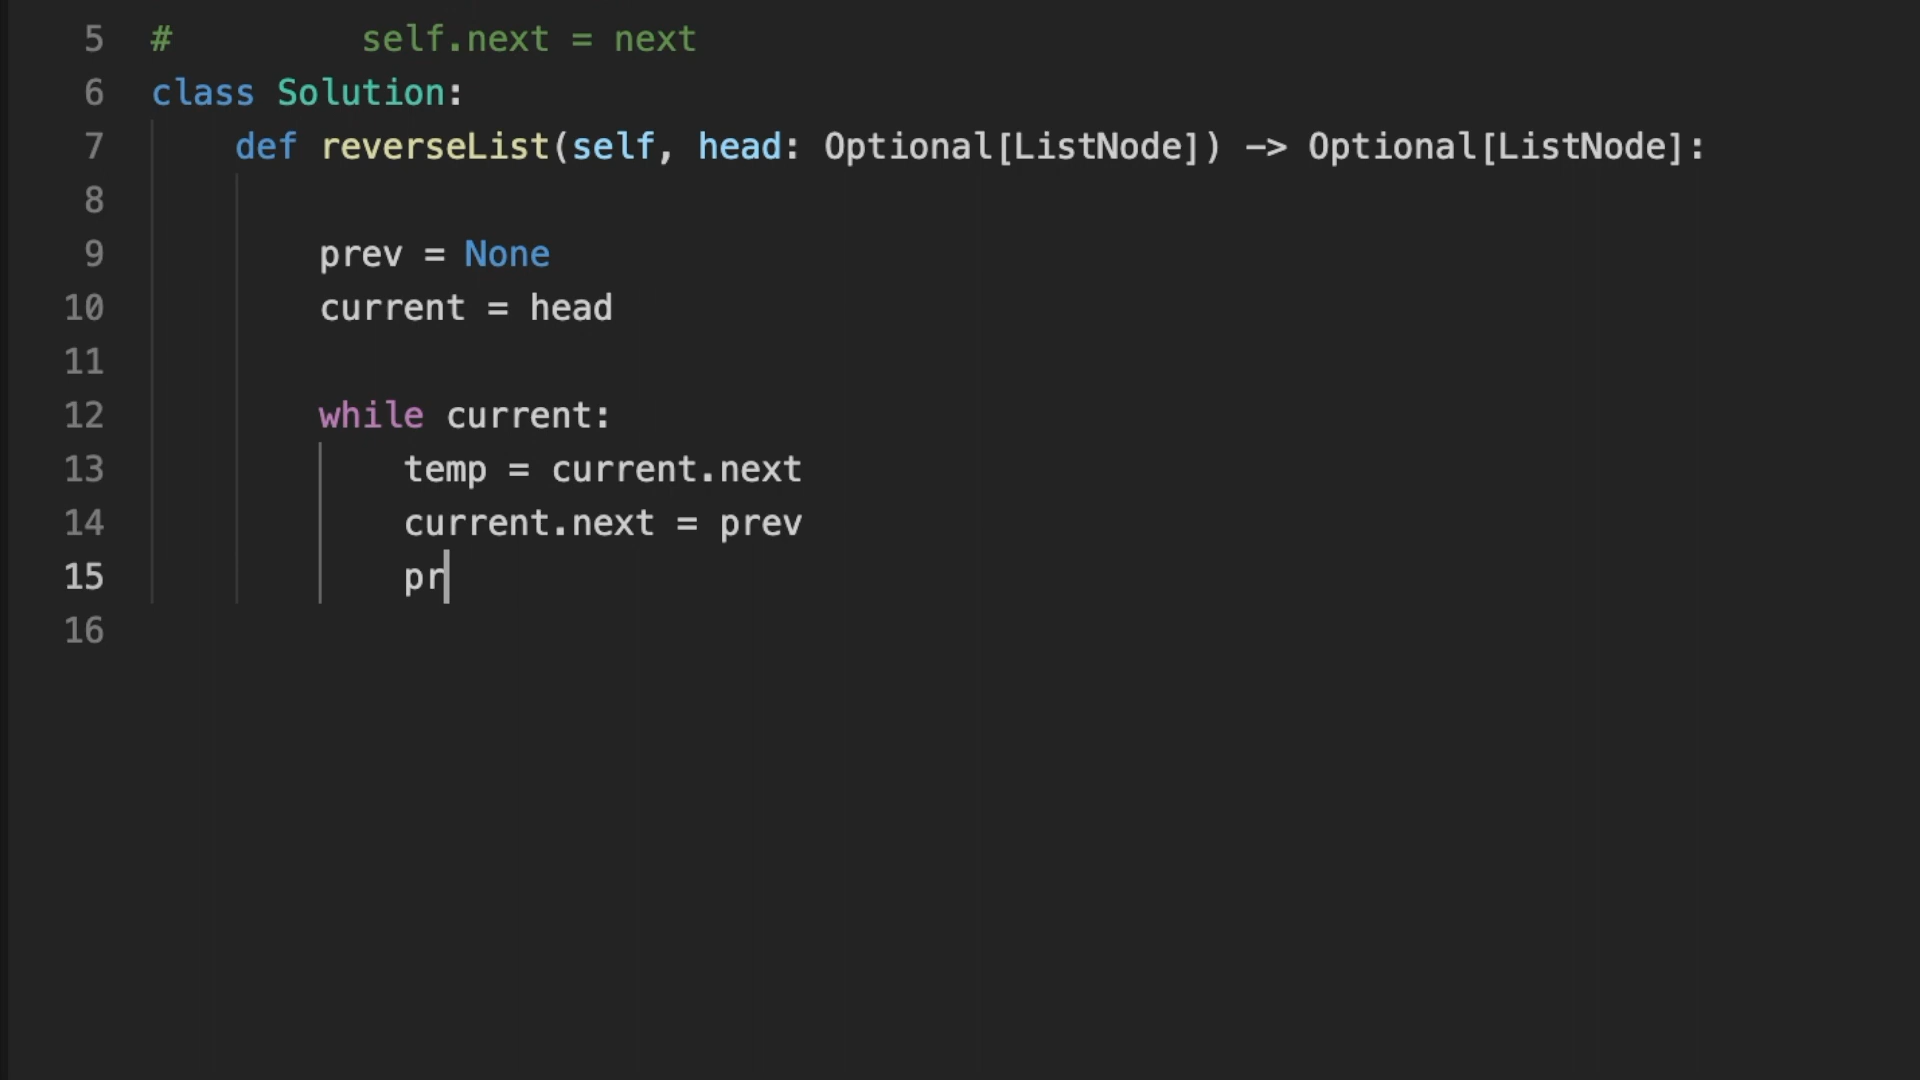 5 #         self.next = next
6 class Solution:
7     def reverseList(self, head: Optional[ListNode]) -> Optional[ListNode]:
8
9         prev = None
10         current = head
11
12         while current:
13             temp = current.next
14             current.next = prev
15             pr
16